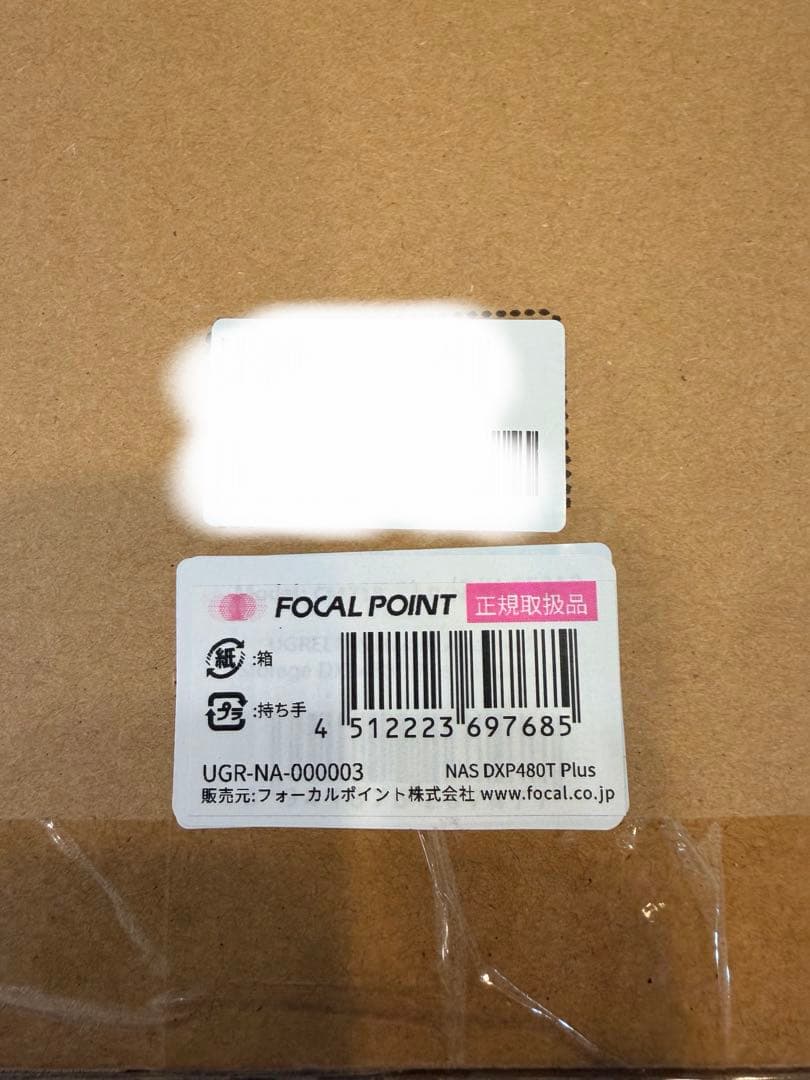 FOCAL POINT 正規取扱品
紙 :箱
プラ :持ち手
4 512223 697685
UGR-NA-000003 NAS DXP480T Plus
販売元:フォーカルポイント株式会社 www.focal.co.jp